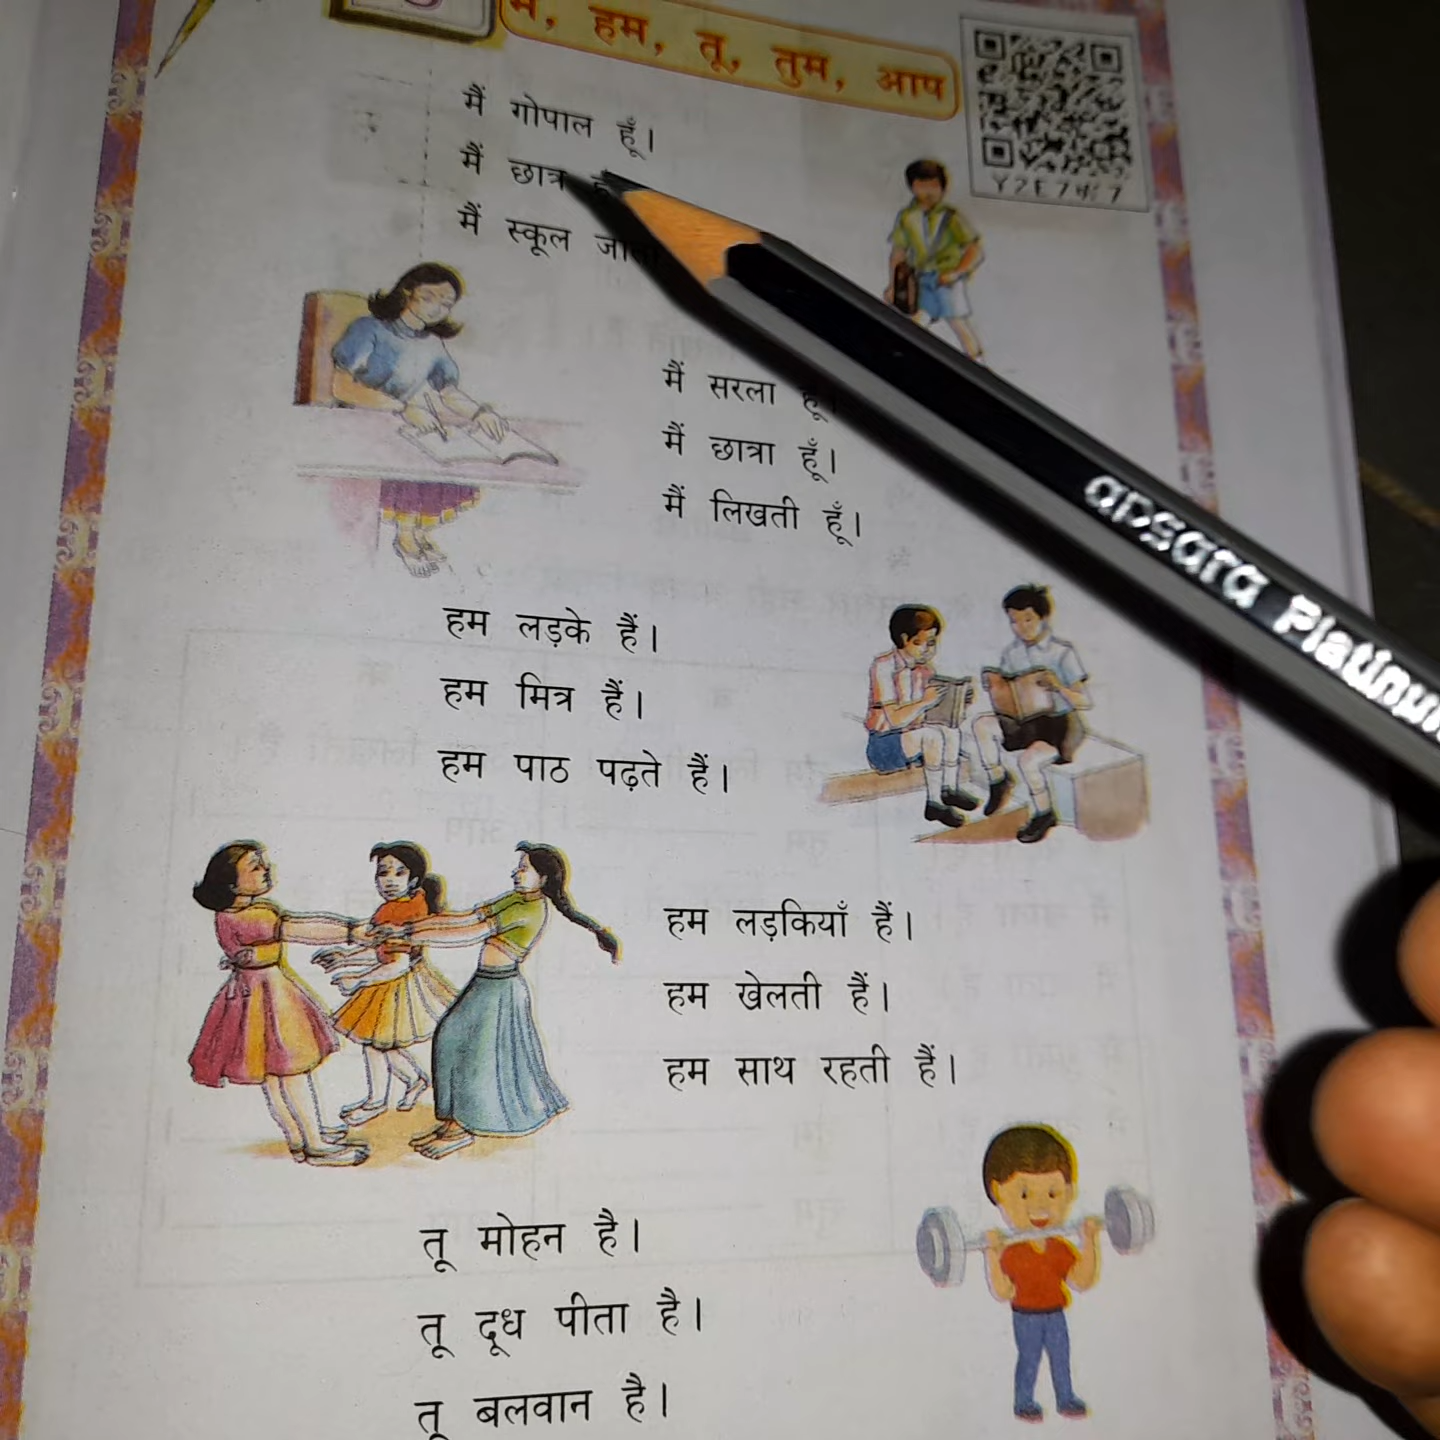 मैं, हम, तू, तुम, आप
मैं गोपाल हूँ।
मैं छात्र
मैं स्कूल
मैं सरला हूँ।
मैं छात्रा हूँ।
मैं लिखती हूँ।
हम लड़के हैं।
हम मित्र हैं।
हम पाठ पढ़ते हैं।
हम लड़कियाँ हैं।
हम खेलती हैं।
हम साथ रहती हैं।
तू मोहन है।
तू दूध पीता है।
तू बलवान है।
apsara Platinum